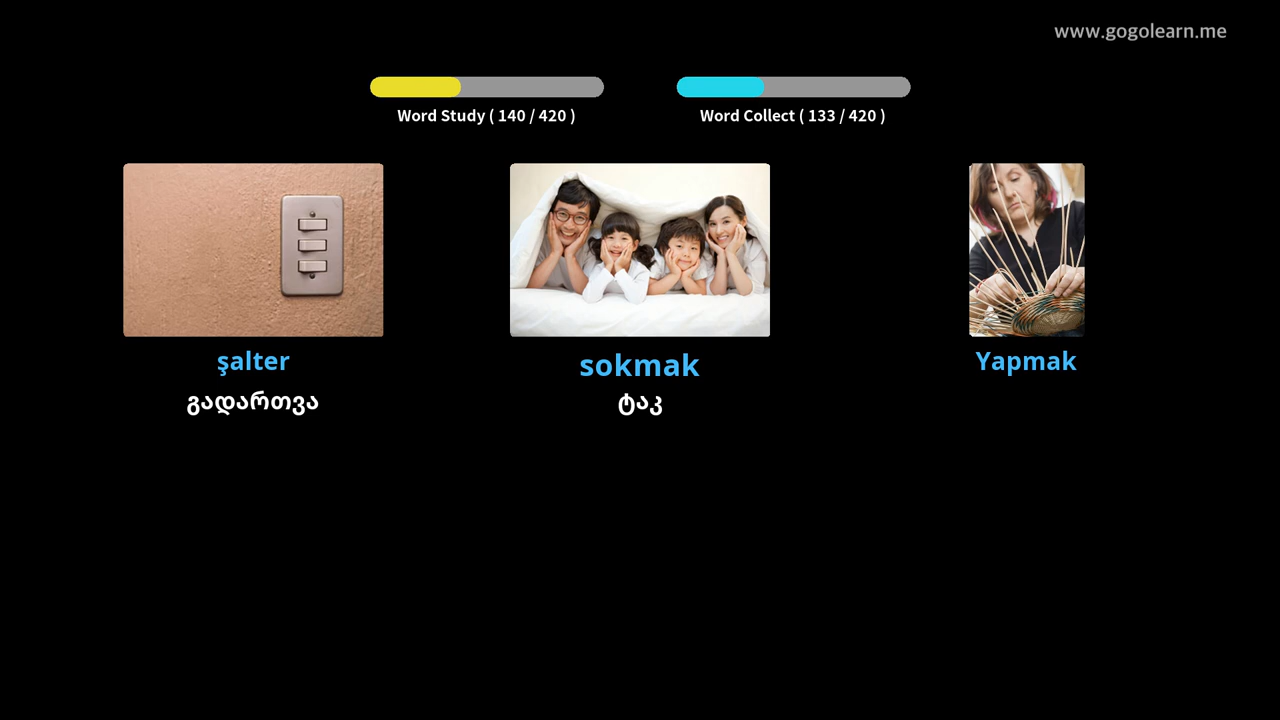 www.gogolearn.me
Word Study ( 140 / 420 )
Word Collect ( 133 / 420 )
şalter
sokmak
Yapmak
გადართვა
ტაკ